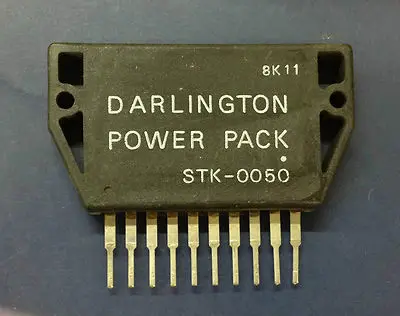 8K11
DARLINGTON
POWER PACK
STK-0050